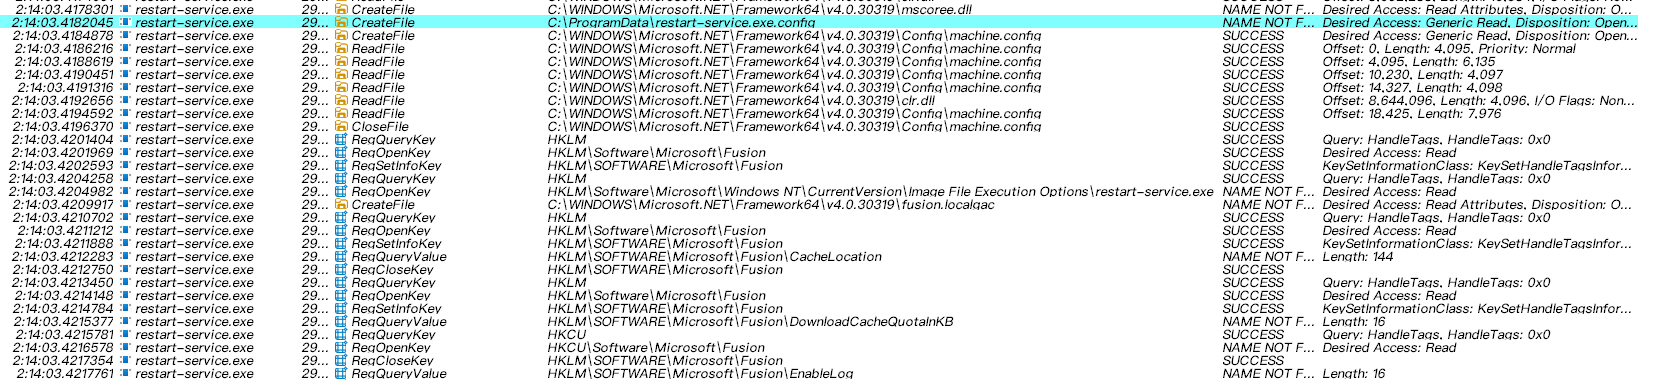 2:14:03.4178301 restart-service.exe 29... CreateFile C:\WINDOWS\Microsoft.NET\Framework64\v4.0.30319\mscoree.dll NAME NOT F... Desired Access: Read Attributes, Disposition: O...
2:14:03.4182045 restart-service.exe 29... CreateFile C:\ProgramData\restart-service.exe.config NAME NOT F... Desired Access: Generic Read, Disposition: Open...
2:14:03.4184878 restart-service.exe 29... CreateFile C:\WINDOWS\Microsoft.NET\Framework64\v4.0.30319\Config\machine.config SUCCESS Desired Access: Generic Read, Disposition: Open...
2:14:03.4186216 restart-service.exe 29... ReadFile C:\WINDOWS\Microsoft.NET\Framework64\v4.0.30319\Config\machine.config SUCCESS Offset: 0, Length: 4,095, Priority: Normal
2:14:03.4188619 restart-service.exe 29... ReadFile C:\WINDOWS\Microsoft.NET\Framework64\v4.0.30319\Config\machine.config SUCCESS Offset: 4,095, Length: 6,135
2:14:03.4190451 restart-service.exe 29... ReadFile C:\WINDOWS\Microsoft.NET\Framework64\v4.0.30319\Config\machine.config SUCCESS Offset: 10,230, Length: 4,097
2:14:03.4191316 restart-service.exe 29... ReadFile C:\WINDOWS\Microsoft.NET\Framework64\v4.0.30319\Config\machine.config SUCCESS Offset: 14,327, Length: 4,098
2:14:03.4192656 restart-service.exe 29... ReadFile C:\WINDOWS\Microsoft.NET\Framework64\v4.0.30319\clr.dll SUCCESS Offset: 8,644,096, Length: 4,096, I/O Flags: Non...
2:14:03.4194592 restart-service.exe 29... ReadFile C:\WINDOWS\Microsoft.NET\Framework64\v4.0.30319\Config\machine.config SUCCESS Offset: 18,425, Length: 7,976
2:14:03.4196370 restart-service.exe 29... CloseFile C:\WINDOWS\Microsoft.NET\Framework64\v4.0.30319\Config\machine.config SUCCESS
2:14:03.4201404 restart-service.exe 29... RegQueryKey HKLM SUCCESS Query: HandleTags, HandleTags: 0x0
2:14:03.4201969 restart-service.exe 29... RegOpenKey HKLM\Software\Microsoft\Fusion SUCCESS Desired Access: Read
2:14:03.4202593 restart-service.exe 29... RegSetInfoKey HKLM\SOFTWARE\Microsoft\Fusion SUCCESS KeySetInformationClass: KeySetHandleTagsInfor...
2:14:03.4204258 restart-service.exe 29... RegQueryKey HKLM SUCCESS Query: HandleTags, HandleTags: 0x0
2:14:03.4204982 restart-service.exe 29... RegOpenKey HKLM\Software\Microsoft\Windows NT\CurrentVersion\Image File Execution Options\restart-service.exe NAME NOT F... Desired Access: Read
2:14:03.4209917 restart-service.exe 29... CreateFile C:\WINDOWS\Microsoft.NET\Framework64\v4.0.30319\fusion.localgac NAME NOT F... Desired Access: Read Attributes, Disposition: O...
2:14:03.4210702 restart-service.exe 29... RegQueryKey HKLM SUCCESS Query: HandleTags, HandleTags: 0x0
2:14:03.4211212 restart-service.exe 29... RegOpenKey HKLM\Software\Microsoft\Fusion SUCCESS Desired Access: Read
2:14:03.4211888 restart-service.exe 29... RegSetInfoKey HKLM\SOFTWARE\Microsoft\Fusion SUCCESS KeySetInformationClass: KeySetHandleTagsInfor...
2:14:03.4212283 restart-service.exe 29... RegQueryValue HKLM\SOFTWARE\Microsoft\Fusion\CacheLocation NAME NOT F... Length: 144
2:14:03.4212750 restart-service.exe 29... RegCloseKey HKLM\SOFTWARE\Microsoft\Fusion SUCCESS
2:14:03.4213450 restart-service.exe 29... RegQueryKey HKLM SUCCESS Query: HandleTags, HandleTags: 0x0
2:14:03.4214148 restart-service.exe 29... RegOpenKey HKLM\Software\Microsoft\Fusion SUCCESS Desired Access: Read
2:14:03.4214784 restart-service.exe 29... RegSetInfoKey HKLM\SOFTWARE\Microsoft\Fusion SUCCESS KeySetInformationClass: KeySetHandleTagsInfor...
2:14:03.4215377 restart-service.exe 29... RegQueryValue HKLM\SOFTWARE\Microsoft\Fusion\DownloadCacheQuotaInKB NAME NOT F... Length: 16
2:14:03.4215781 restart-service.exe 29... RegQueryKey HKCU SUCCESS Query: HandleTags, HandleTags: 0x0
2:14:03.4216578 restart-service.exe 29... RegOpenKey HKCU\Software\Microsoft\Fusion NAME NOT F... Desired Access: Read
2:14:03.4217354 restart-service.exe 29... RegCloseKey HKLM\SOFTWARE\Microsoft\Fusion SUCCESS
2:14:03.4217761 restart-service.exe 29... RegQueryValue HKLM\SOFTWARE\Microsoft\Fusion\EnableLog NAME NOT F... Length: 16